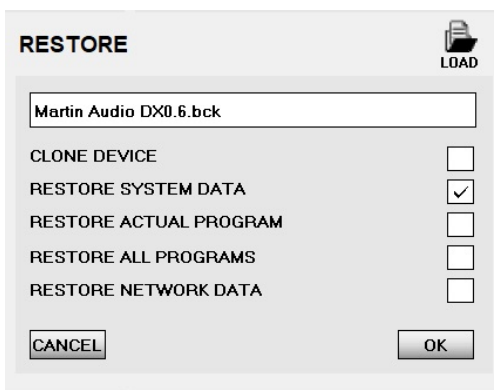 RESTORE
LOAD
Martin Audio DX0.6.bck
CLONE DEVICE
RESTORE SYSTEM DATA
RESTORE ACTUAL PROGRAM
RESTORE ALL PROGRAMS
RESTORE NETWORK DATA
CANCEL
OK